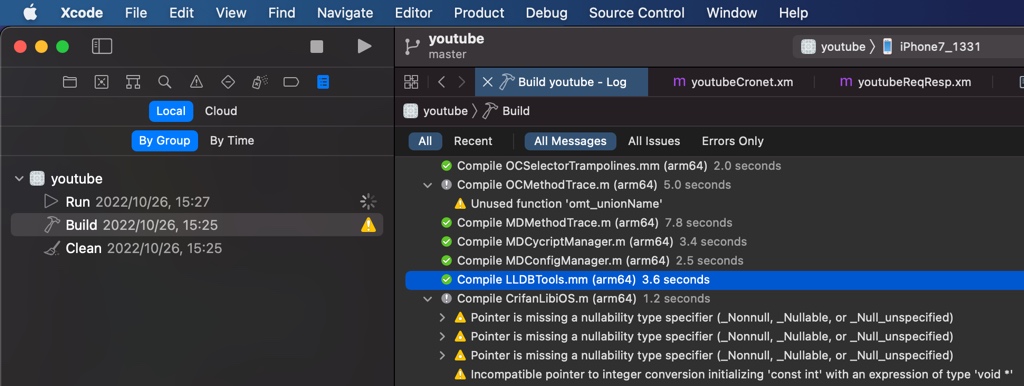 Xcode File Edit View Find Navigate Editor Product Debug Source Control Window Help
youtube
master
youtube iPhone7_1331
Build youtube – Log youtubeCronet.xm youtubeReqResp.xm
Local Cloud
youtube Build
By Group By Time
All Recent All Messages All Issues Errors Only
youtube
Run 2022/10/26, 15:27
Build 2022/10/26, 15:25
Clean 2022/10/26, 15:25
Compile OCSelectorTrampolines.mm (arm64) 2.0 seconds
Compile OCMethodTrace.m (arm64) 5.0 seconds
Unused function 'omt_unionName'
Compile MDMethodTrace.m (arm64) 7.8 seconds
Compile MDCycriptManager.m (arm64) 3.4 seconds
Compile MDConfigManager.m (arm64) 2.5 seconds
Compile LLDBTools.mm (arm64) 3.6 seconds
Compile CrifanLibiOS.m (arm64) 1.2 seconds
Pointer is missing a nullability type specifier (_Nonnull, _Nullable, or _Null_unspecified)
Pointer is missing a nullability type specifier (_Nonnull, _Nullable, or _Null_unspecified)
Pointer is missing a nullability type specifier (_Nonnull, _Nullable, or _Null_unspecified)
Incompatible pointer to integer conversion initializing 'const int' with an expression of type 'void *'